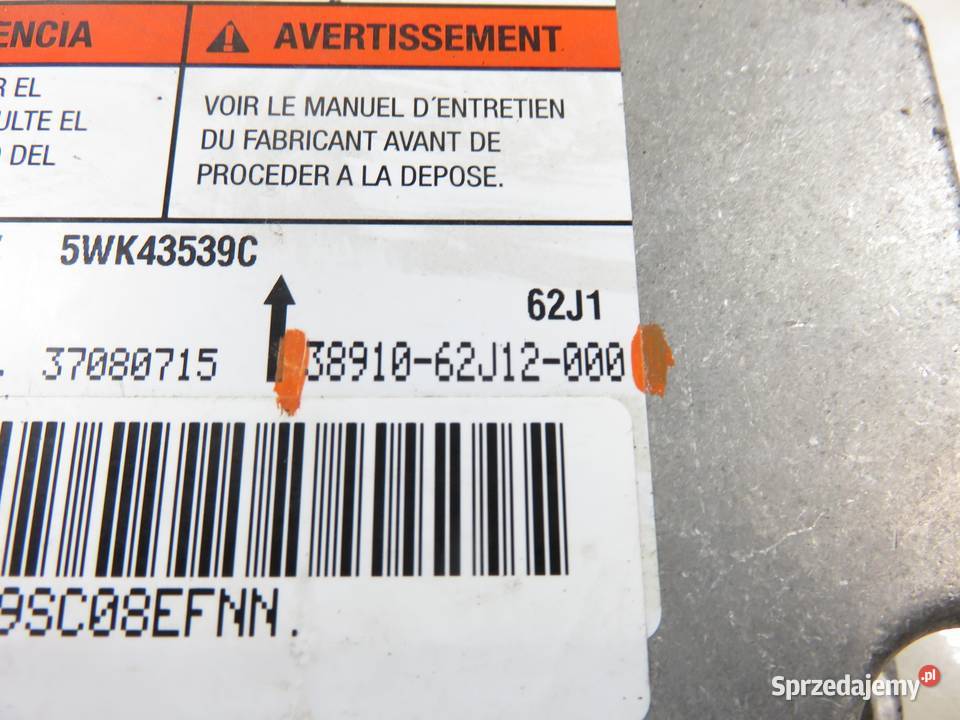 ENCIA
AVERTISSEMENT
R EL
ULTE EL
DEL
VOIR LE MANUEL D´ENTRETIEN
DU FABRICANT AVANT DE
PROCEDER A LA DEPOSE.
5WK43539C
62J1
37080715
38910-62J12-000
9SC08EFNN.
Sprzedajemy.pl